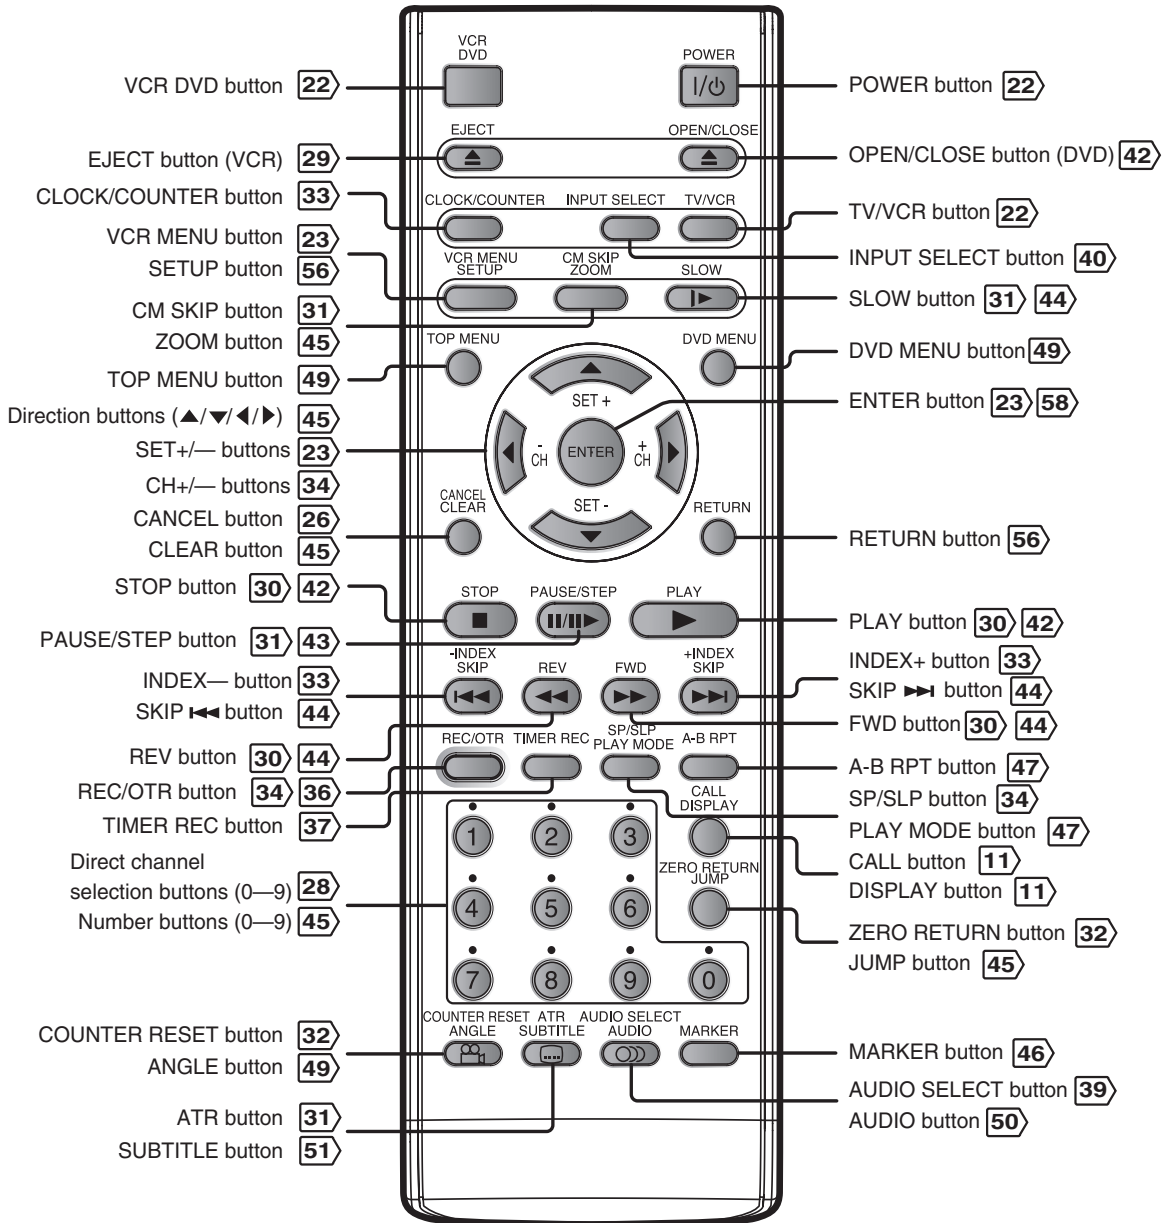 VCR
DVD
POWER
I/⏻
VCR DVD button 22
POWER button 22
EJECT
OPEN/CLOSE
EJECT button (VCR) 29
OPEN/CLOSE button (DVD) 42
CLOCK/COUNTER button 33
CLOCK/COUNTER
INPUT SELECT
TV/VCR
TV/VCR button 22
VCR MENU button 23
SETUP button 56
INPUT SELECT button 40
VCR MENU
SETUP
CM SKIP
ZOOM
SLOW
SLOW button 31 44
CM SKIP button 31
ZOOM button 45
TOP MENU
DVD MENU
DVD MENU button 49
TOP MENU button 49
Direction buttons (▲/▼/◀/▶) 45
SET+/— buttons 23
CH+/— buttons 34
SET +
ENTER button 23 58
-
CH
ENTER
+
CH
SET -
CANCEL
CLEAR
RETURN
CANCEL button 26
CLEAR button 45
RETURN button 56
STOP button 30 42
STOP
PAUSE/STEP
PLAY
PLAY button 30 42
PAUSE/STEP button 31 43
-INDEX
SKIP
REV
FWD
+INDEX
SKIP
INDEX+ button 33
SKIP ▶▶| button 44
INDEX— button 33
SKIP |◀◀ button 44
FWD button 30 44
REV button 30 44
REC/OTR
TIMER REC
SP/SLP
PLAY MODE
A-B RPT
A-B RPT button 47
REC/OTR button 34 36
SP/SLP button 34
PLAY MODE button 47
TIMER REC button 37
CALL
DISPLAY
1
2
3
CALL button 11
DISPLAY button 11
Direct channel
selection buttons (0—9) 28
Number buttons (0—9) 45
ZERO RETURN
JUMP
4
5
6
ZERO RETURN button 32
JUMP button 45
7
8
9
0
COUNTER RESET
ANGLE
ATR
SUBTITLE
AUDIO SELECT
AUDIO
MARKER
COUNTER RESET button 32
ANGLE button 49
MARKER button 46
ATR button 31
SUBTITLE button 51
AUDIO SELECT button 39
AUDIO button 50